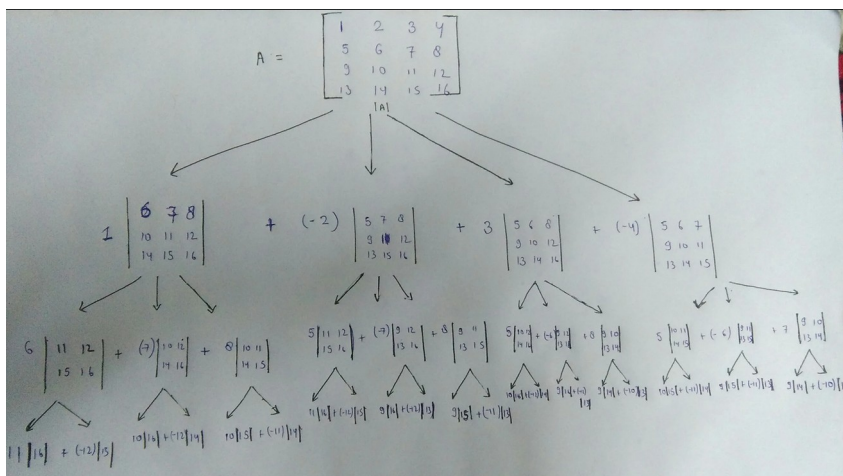 1 2 3 4
A = 5 6 7 8
9 10 11 12
13 14 15 16
|A|
1 |6 7 8| + (-2) |5 7 8| + 3 |5 6 8| + (-4) |5 6 7|
|10 11 12| |9 11 12| |9 10 12| |9 10 11|
|14 15 16| |13 15 16| |13 14 16| |13 14 15|
6 |11 12| + (-7) |10 12| + 8 |10 11| 5 |11 12| + (-7) |9 12| + 8 |9 11| 5 |10 12| + (-6) |9 12| + 8 |9 10| 5 |10 11| + (-6) |9 11| + 7 |9 10|
|15 16| |14 16| |14 15| |15 16| |13 16| |13 15| |14 16| |13 16| |13 14| |14 15| |13 15| |13 14|
11 |16| + (-12) |15| 10 |16| + (-12) |14| 10 |15| + (-11) |14| 11 |16| + (-12) |15| 9 |16| + (-12) |13| 9 |15| + (-11) |13| 10 |16| + (-12) |14| 9 |16| + (-12) |13| 9 |14| + (-10) |13| 10 |15| + (-11) |14| 9 |15| + (-11) |13| 9 |14| + (-10)